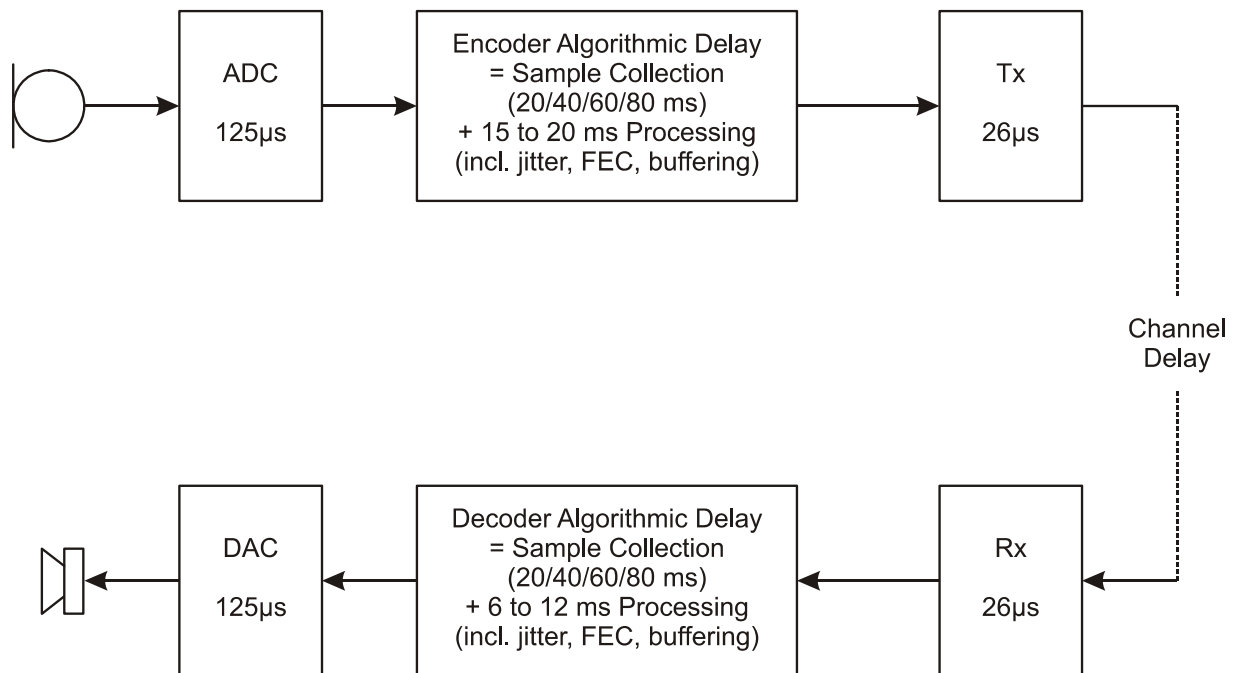 ADC
125µs
Encoder Algorithmic Delay
= Sample Collection
(20/40/60/80 ms)
+ 15 to 20 ms Processing
(incl. jitter, FEC, buffering)
Tx
26µs
Channel
Delay
DAC
125µs
Decoder Algorithmic Delay
= Sample Collection
(20/40/60/80 ms)
+ 6 to 12 ms Processing
(incl. jitter, FEC, buffering)
Rx
26µs